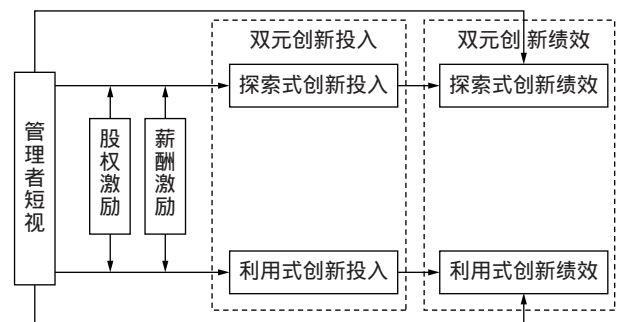 双元创新投入
双元创新绩效
探索式创新投入
探索式创新绩效
管理者短视
股权激励
薪酬激励
利用式创新投入
利用式创新绩效